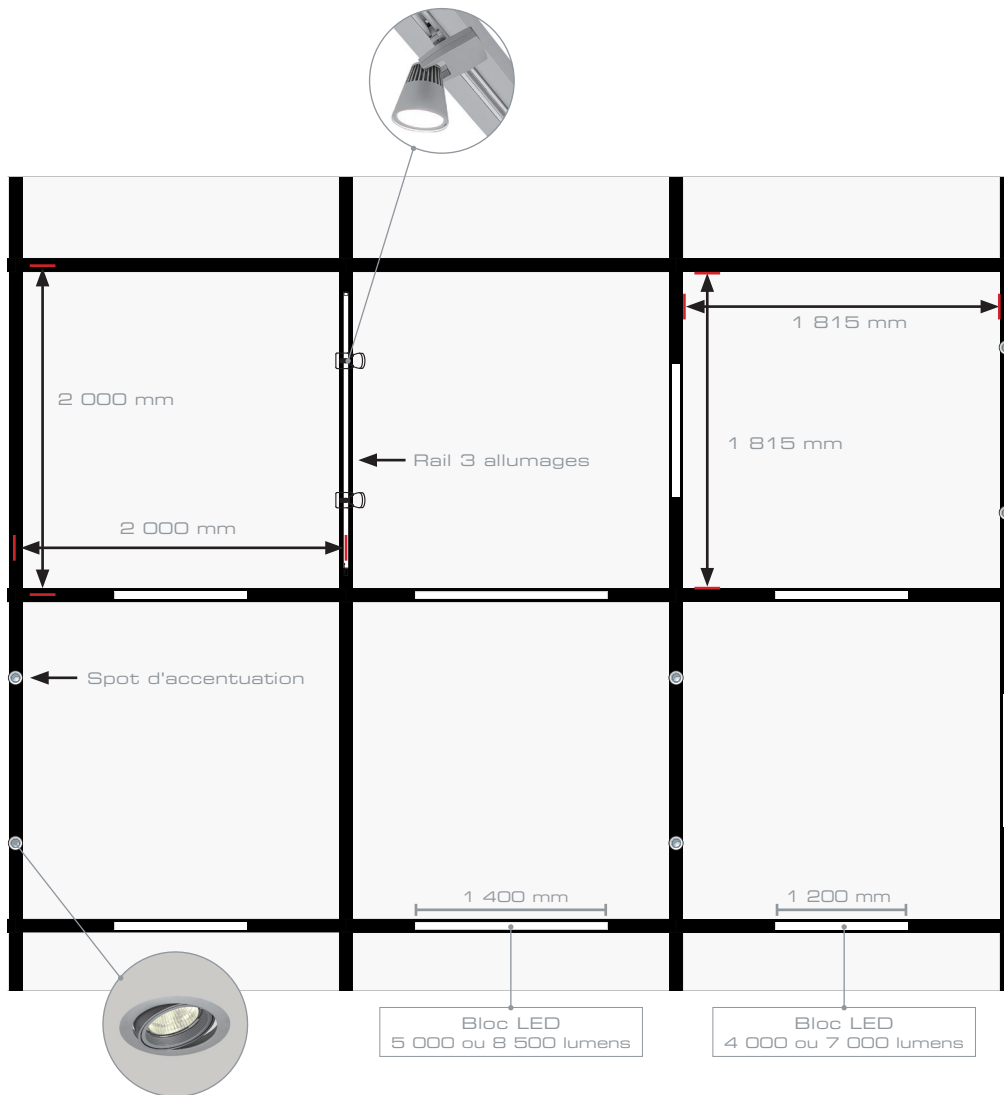 1 815 mm
2 000 mm
1 815 mm
Rail 3 allumages
2 000 mm
Spot d'accentuation
1 400 mm
1 200 mm
Bloc LED
5 000 ou 8 500 lumens
Bloc LED
4 000 ou 7 000 lumens